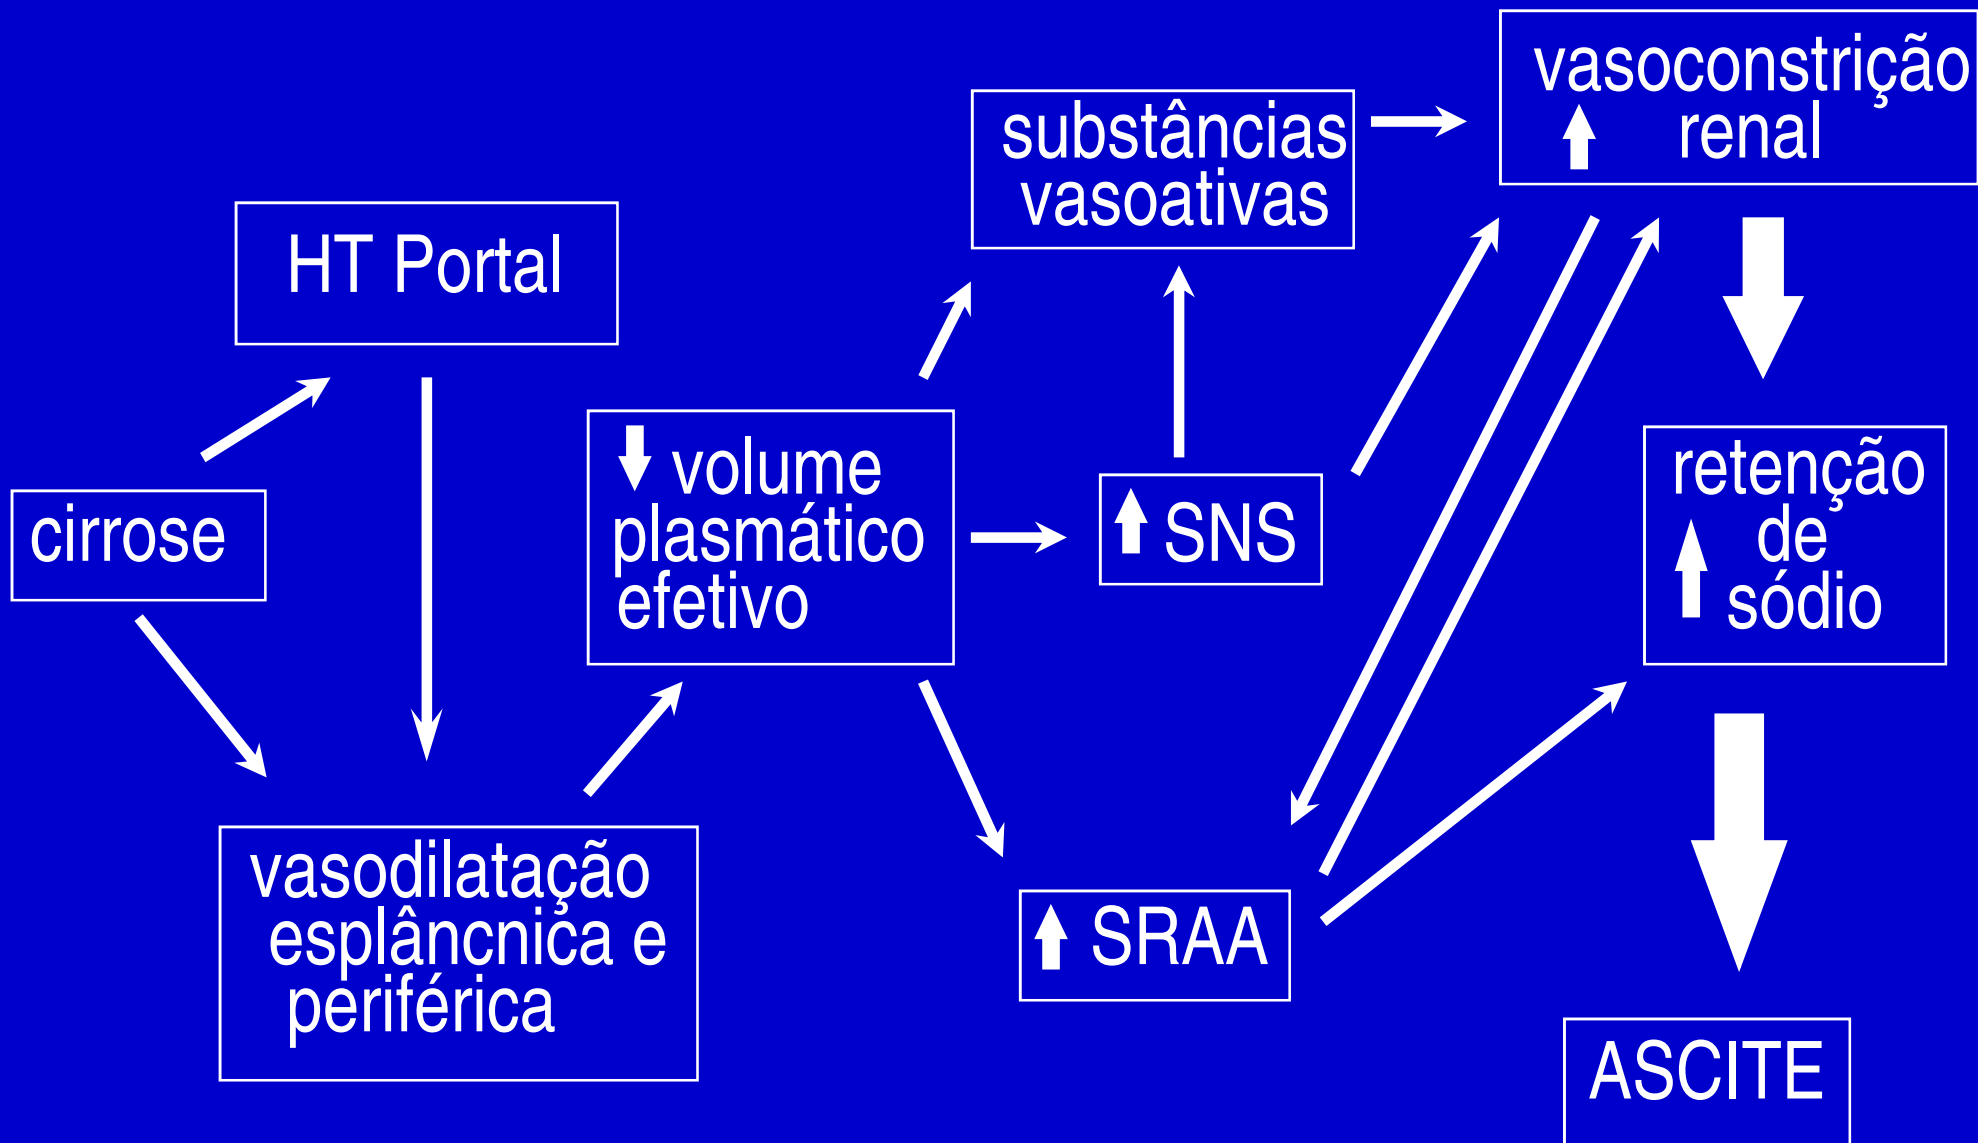 vasoconstrição
renal
substâncias
vasoativas
HT Portal
volume
plasmático
efetivo
retenção
de
sódio
cirrose
SNS
vasodilatação
esplâncnica e
periférica
SRAA
ASCITE